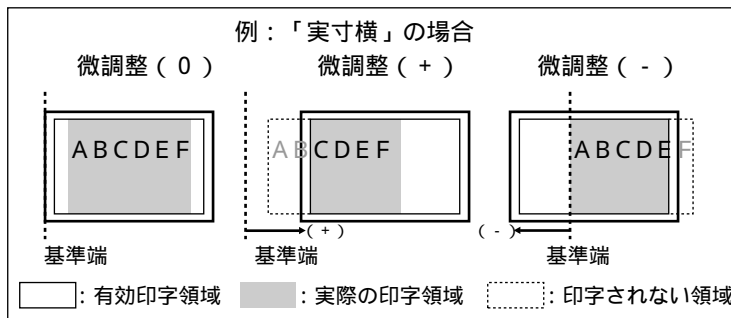 例：「実寸横」の場合
微調整（０） 微調整（＋） 微調整（－）
ABCDEF ABCDEF ABCDEF
（＋） （－）
基準端 基準端 基準端
：有効印字領域 ：実際の印字領域 ：印字されない領域